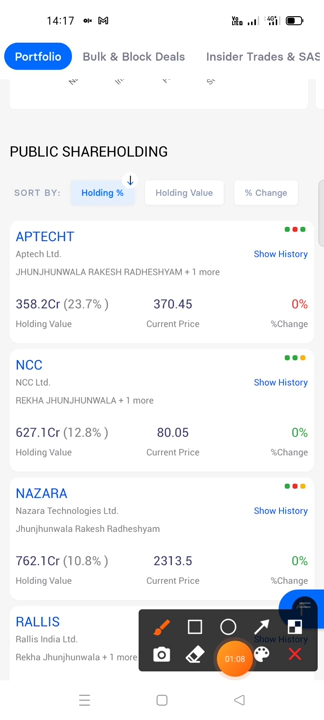 14:17
Portfolio Bulk & Block Deals Insider Trades & SAS
PUBLIC SHAREHOLDING
SORT BY: Holding % Holding Value % Change
APTECHT
Aptech Ltd. Show History
JHUNJHUNWALA RAKESH RADHESHYAM + 1 more
358.2Cr (23.7% ) 370.45 0%
Holding Value Current Price %Change
NCC
NCC Ltd. Show History
REKHA JHUNJHUNWALA + 1 more
627.1Cr (12.8% ) 80.05 0%
Holding Value Current Price %Change
NAZARA
Nazara Technologies Ltd. Show History
Jhunjhunwala Rakesh Radheshyam
762.1Cr (10.8% ) 2313.5 0%
Holding Value Current Price %Change
RALLIS
Rallis India Ltd. Show History
Rekha Jhunjhunwala + 1 more
01:08